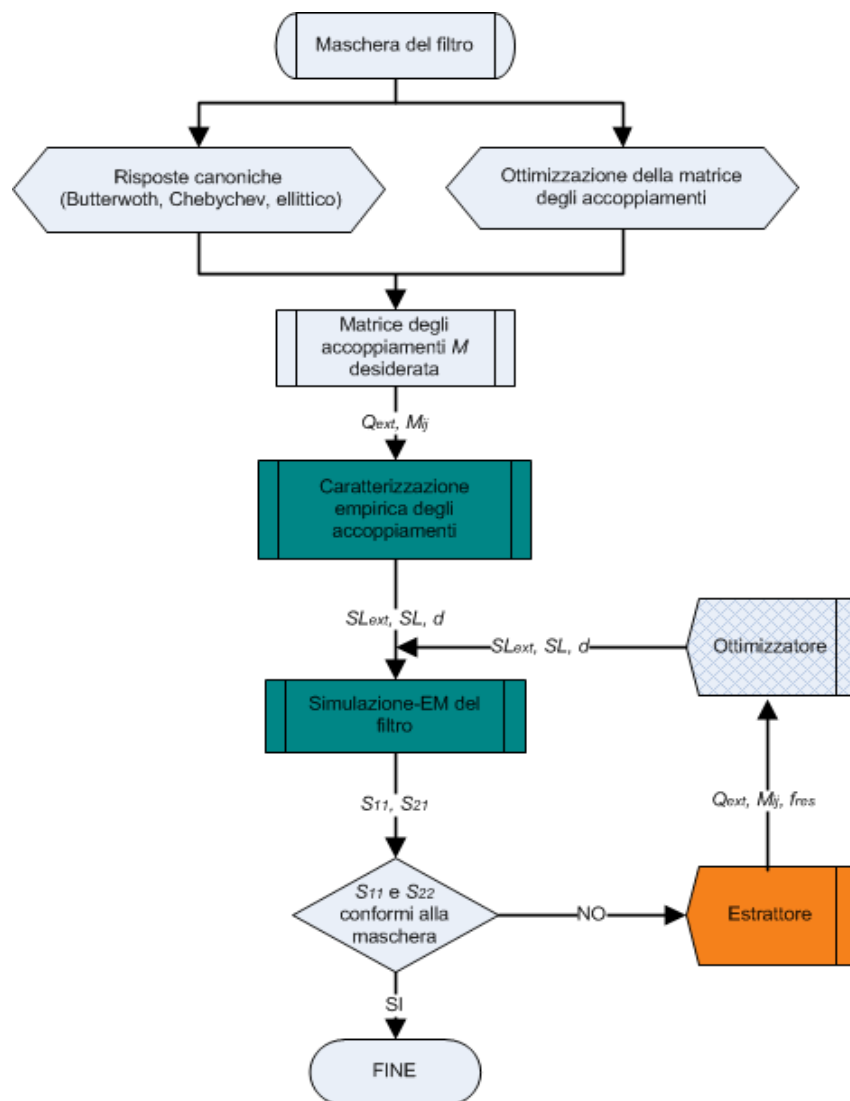 Maschera del filtro
Risposte canoniche
(Butterwoth, Chebychev, ellittico)
Ottimizzazione della matrice
degli accoppiamenti
Matrice degli
accoppiamenti M
desiderata
Qext, Mij
Caratterizzazione
empirica degli
accoppiamenti
SLext, SL, d
SLext, SL, d
Ottimizzatore
Simulazione-EM del
filtro
S11, S21
Qext, Mij, fres
S11 e S22
conformi alla
maschera
NO
Estrattore
SI
FINE